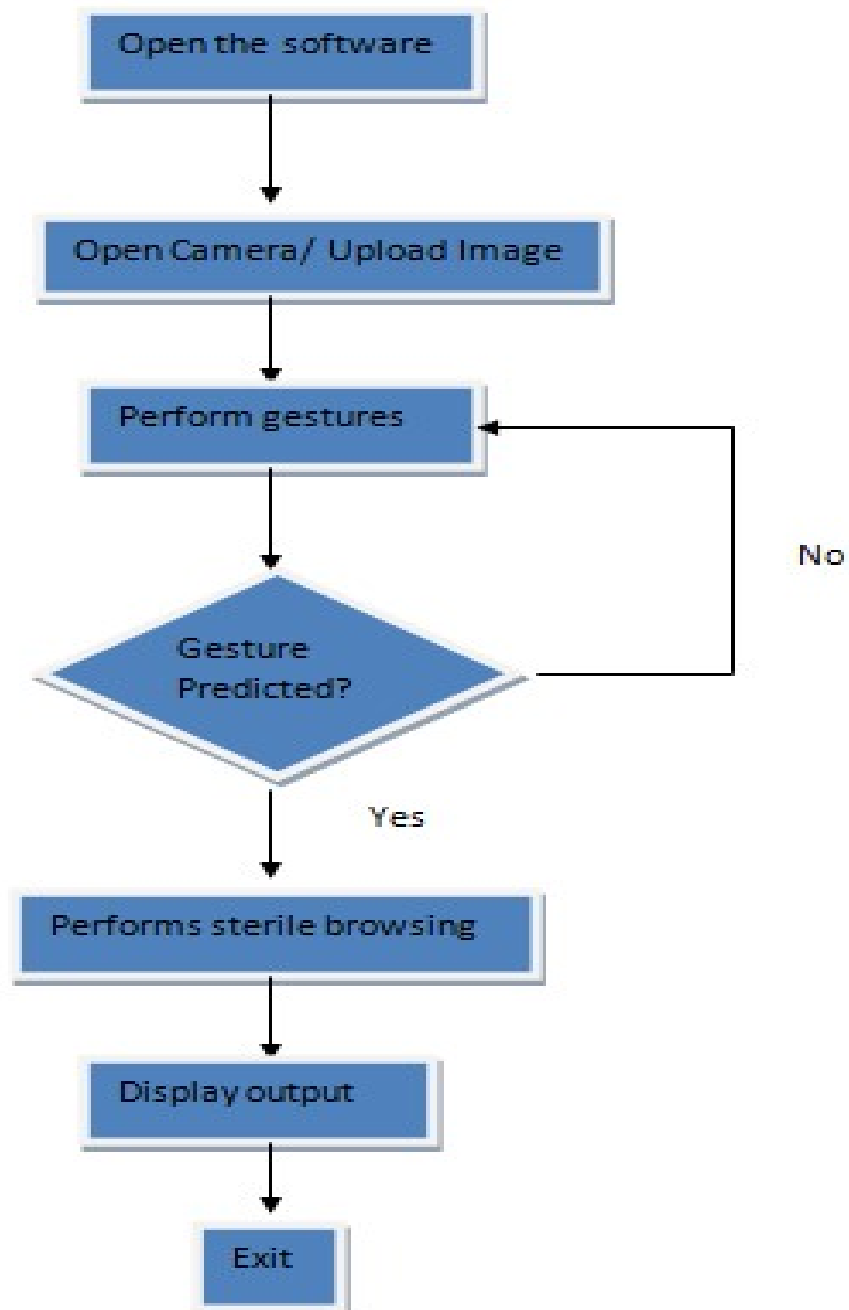 Open the software
Open Camera/ Upload Image
Perform gestures
No
Gesture
Predicted?
Yes
Performs sterile browsing
Display output
Exit